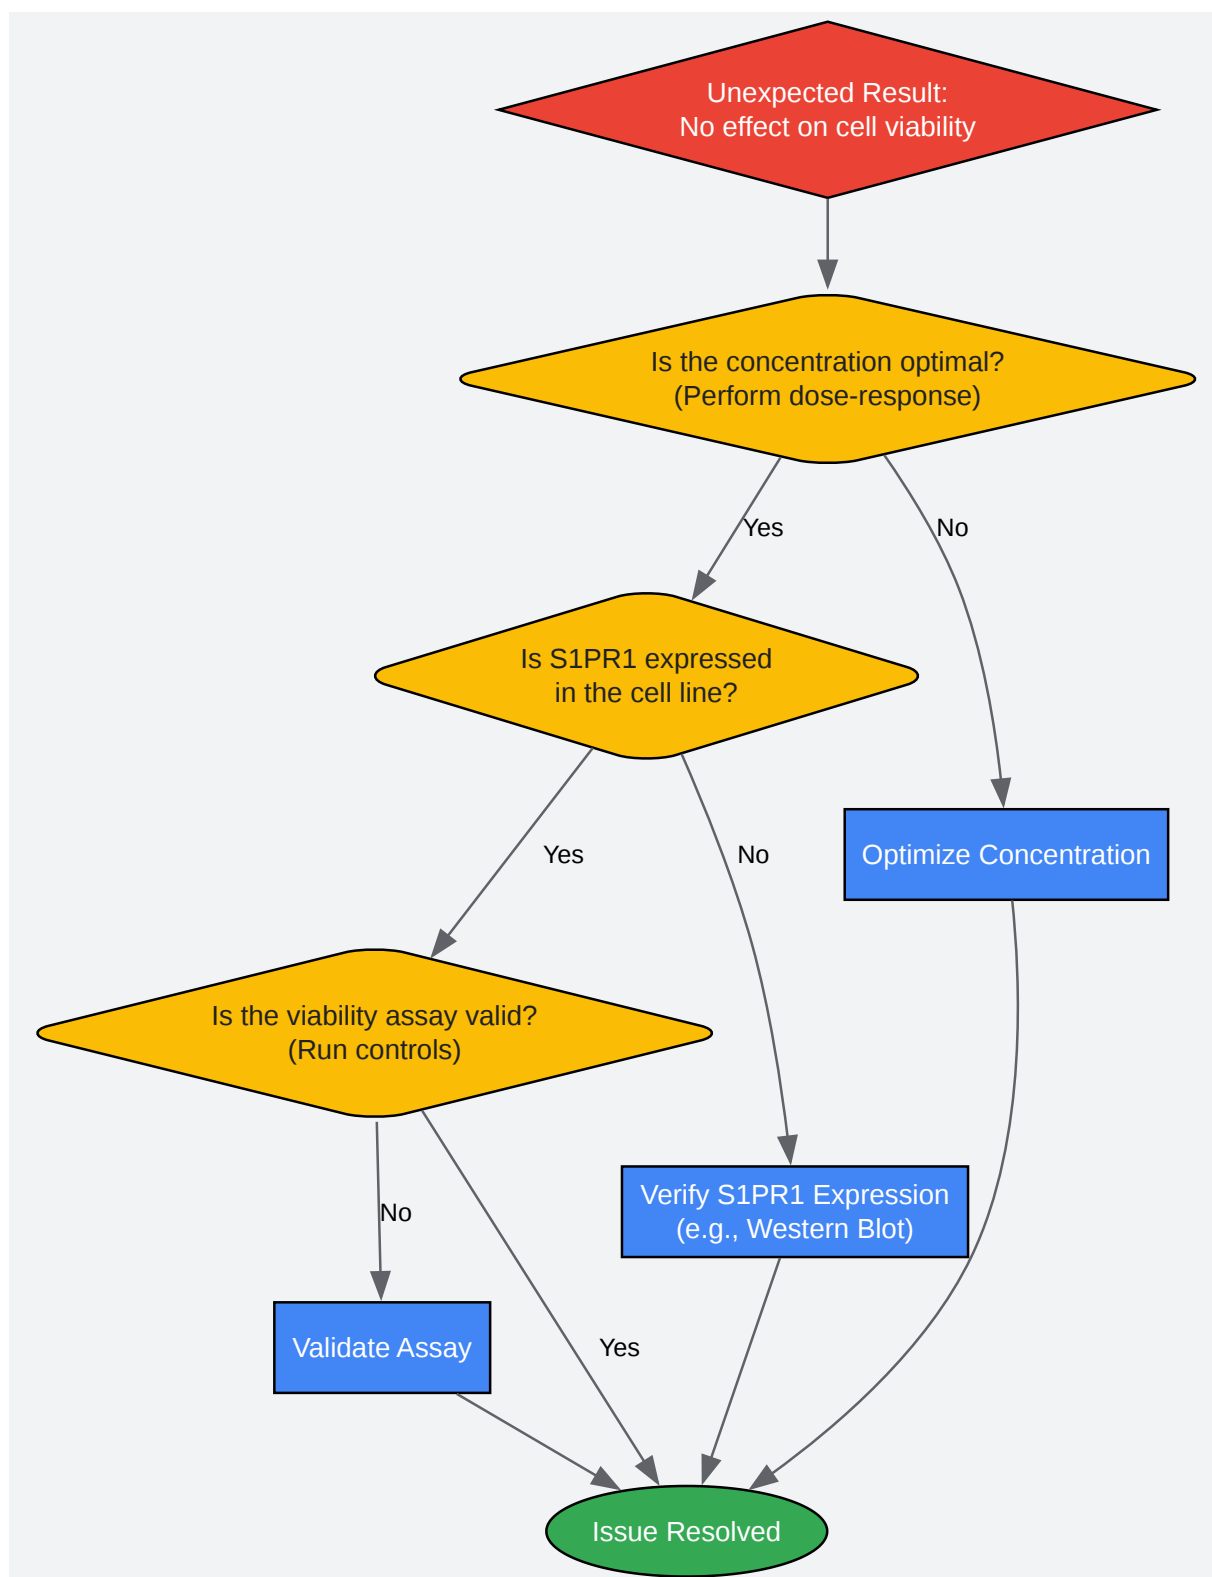 Unexpected Result:
No effect on cell viability
Is the concentration optimal?
(Perform dose-response)
Yes
No
Is S1PR1 expressed
in the cell line?
Yes
No
Optimize Concentration
Is the viability assay valid?
(Run controls)
No
Verify S1PR1 Expression
(e.g., Western Blot)
Validate Assay
Yes
Issue Resolved